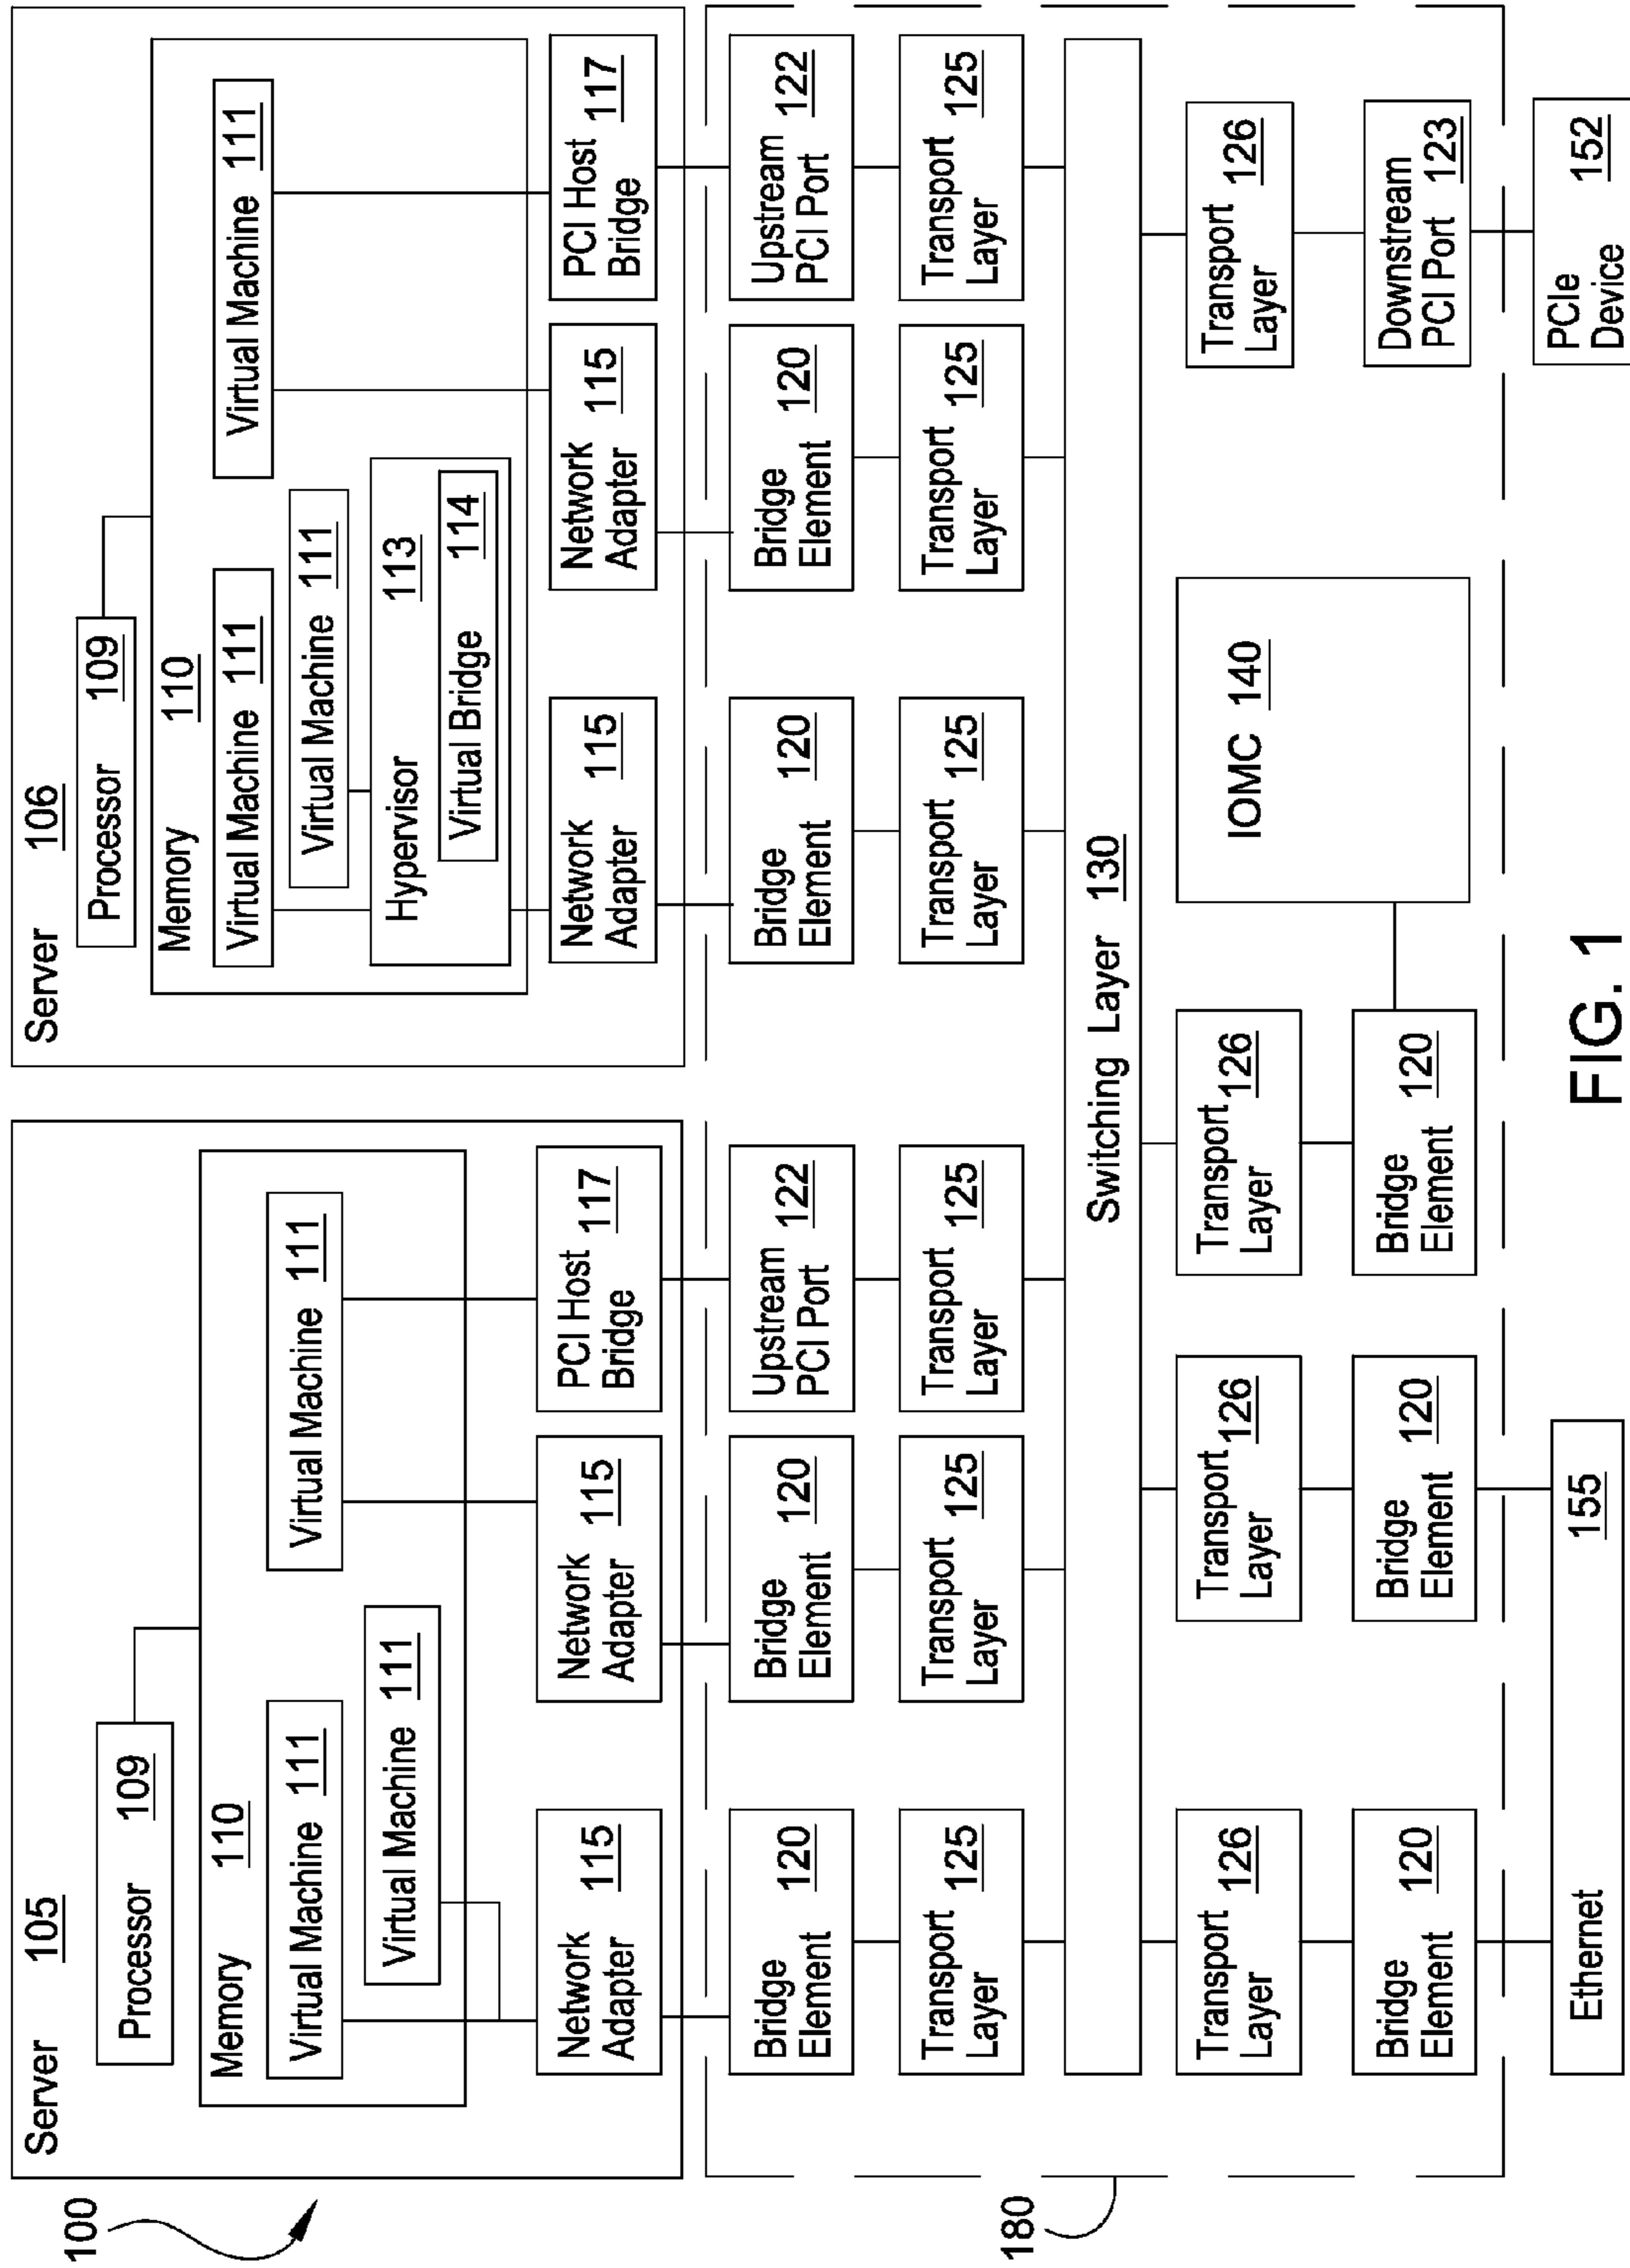 100
Server 105
Processor 109
Memory 110
Virtual Machine 111
Virtual Machine 111
Virtual Machine 111
Network
Adapter 115
Network
Adapter 115
PCI Host
Bridge 117
Server 106
Processor 109
Memory 110
Virtual Machine 111
Virtual Machine 111
Virtual Machine 111
Hypervisor 113
Virtual Bridge 114
Network
Adapter 115
Network
Adapter 115
PCI Host
Bridge 117
180
Bridge
Element 120
Bridge
Element 120
Upstream
PCI Port 122
Bridge
Element 120
Bridge
Element 120
Upstream
PCI Port 122
Transport
Layer 125
Transport
Layer 125
Transport
Layer 125
Transport
Layer 125
Transport
Layer 125
Transport
Layer 125
Switching Layer 130
Transport
Layer 126
Transport
Layer 126
Transport
Layer 126
IOMC 140
Transport
Layer 126
Bridge
Element 120
Bridge
Element 120
Bridge
Element 120
Downstream
PCI Port 123
Ethernet 155
PCIe
Device 152
FIG. 1